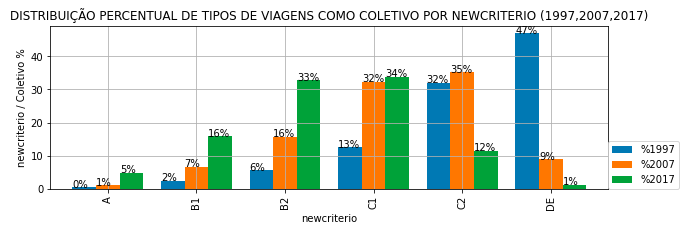 DISTRIBUIÇÃO PERCENTUAL DE TIPOS DE VIAGENS COMO COLETIVO POR NEWCRITERIO (1997,2007,2017)
newcriterio / Coletivo %
40
30
20
10
0
0% 1% 5%
2% 7% 16%
6% 16% 33%
13% 32% 34%
32% 35% 12%
47% 9% 1%
A B1 B2 C1 C2 DE
newcriterio
%1997
%2007
%2017